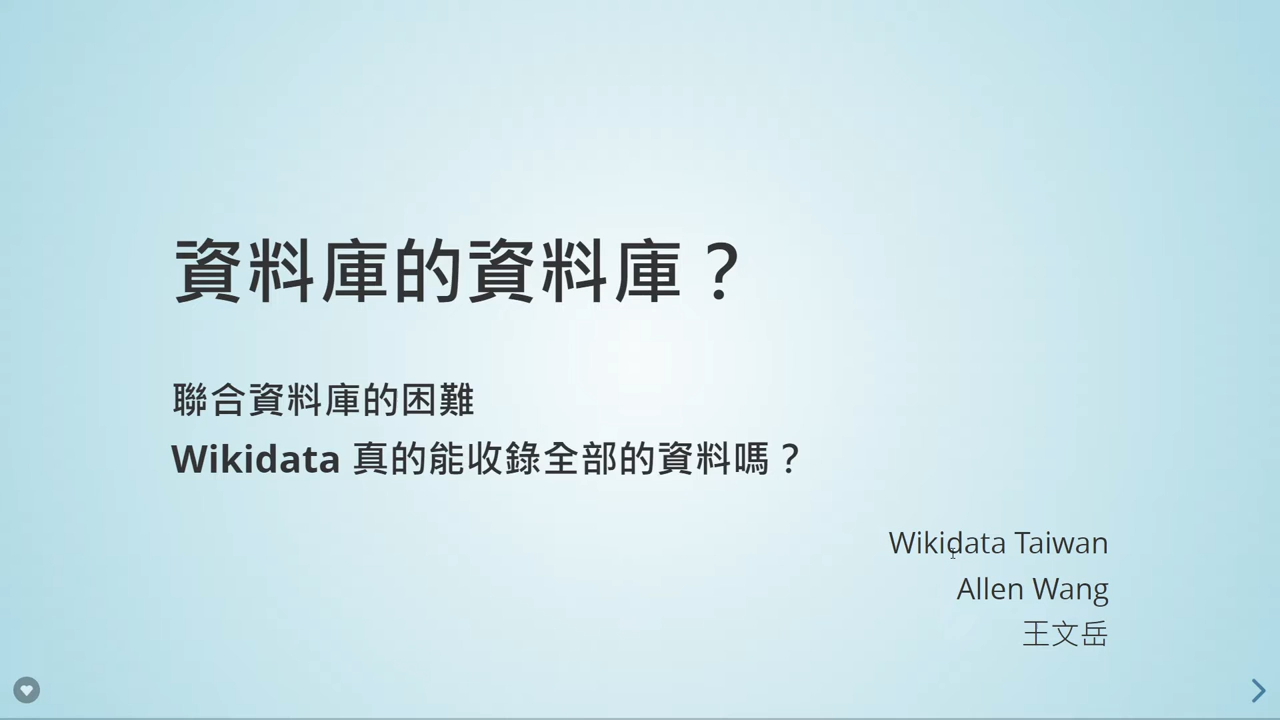 資料庫的資料庫？
聯合資料庫的困難
Wikidata 真的能收錄全部的資料嗎？
Wikidata Taiwan
Allen Wang
王文岳